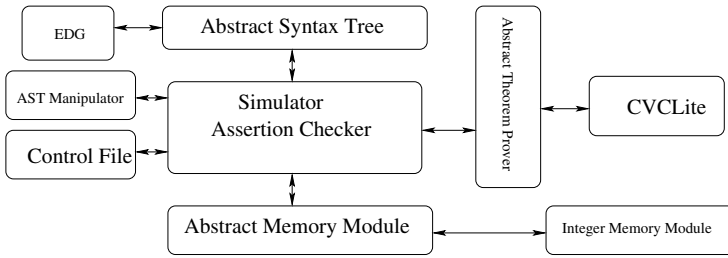 EDG
Abstract Syntax Tree
AST Manipulator
Simulator
Assertion Checker
Control File
Abstract Theorem Prover
CVCLite
Abstract Memory Module
Integer Memory Module